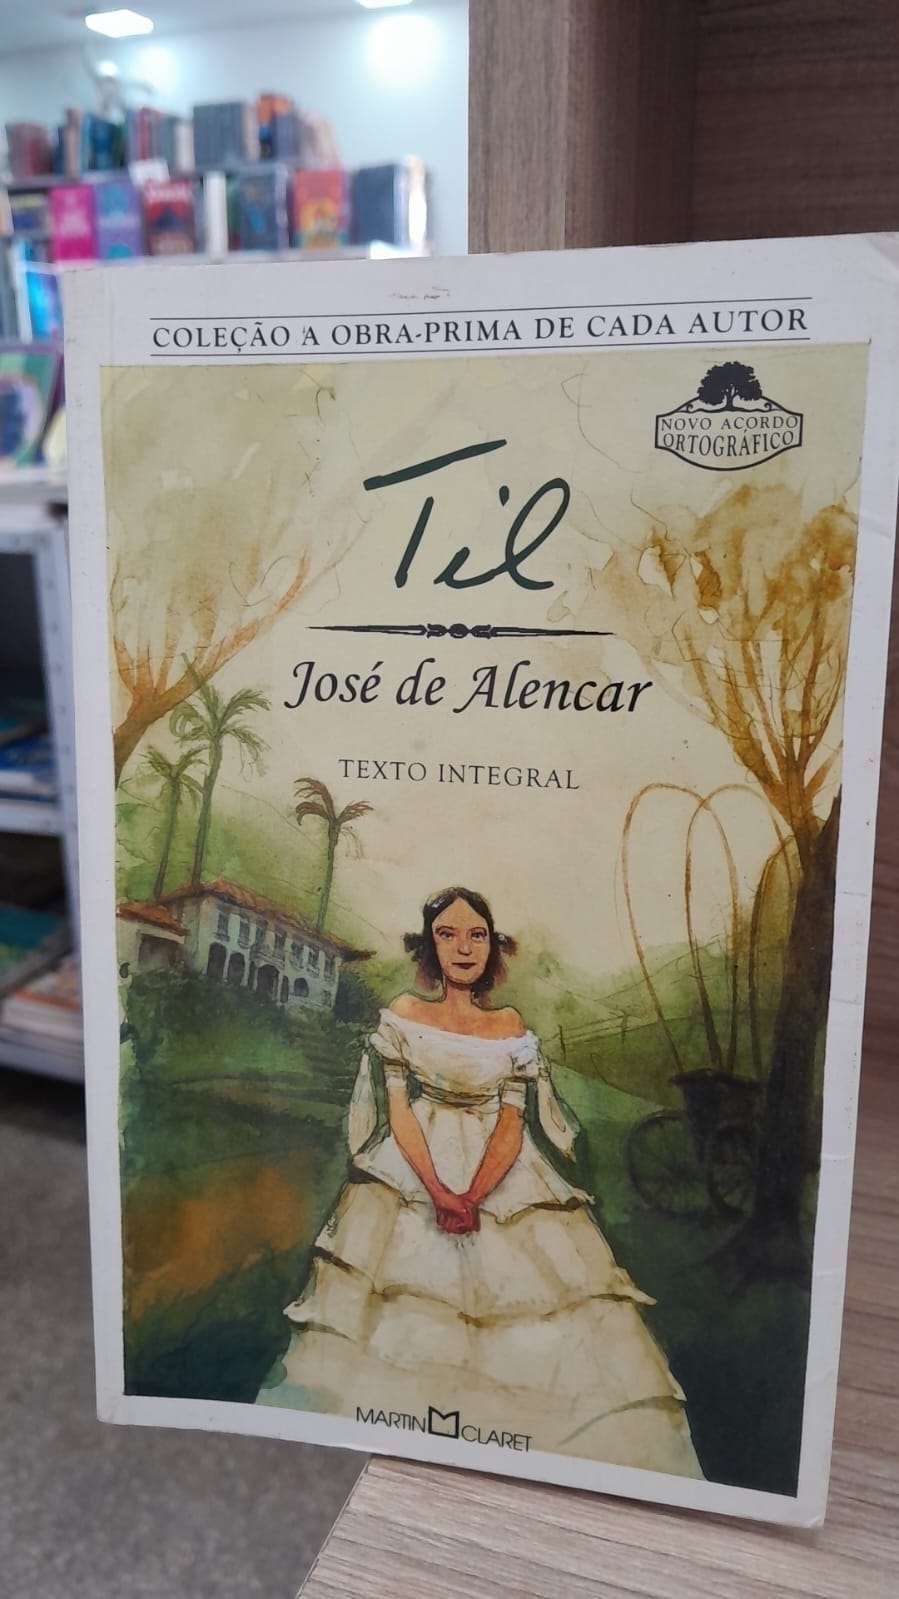 COLEÇÃO A OBRA-PRIMA DE CADA AUTOR
NOVO ACORDO
ORTOGRÁFICO
Til
José de Alencar
TEXTO INTEGRAL
MARTIN CLARET